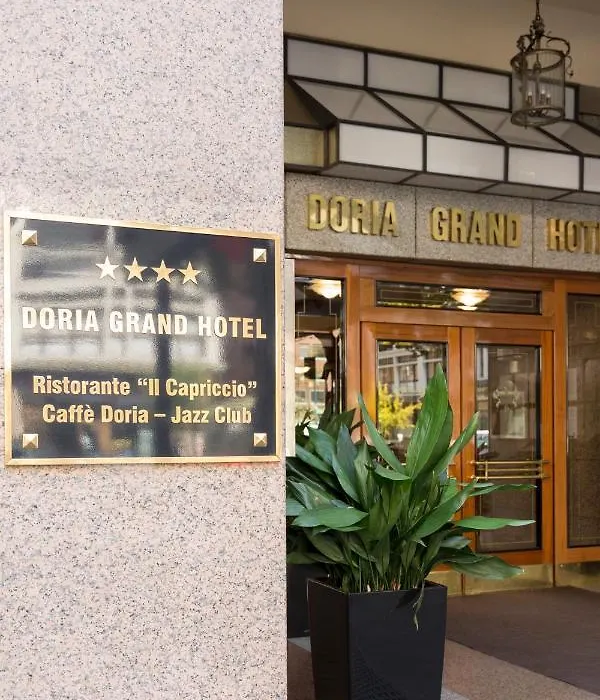 DORIA GRAND HOTEL
Ristorante “Il Capriccio”
Caffè Doria – Jazz Club
DORIA GRAND HOT